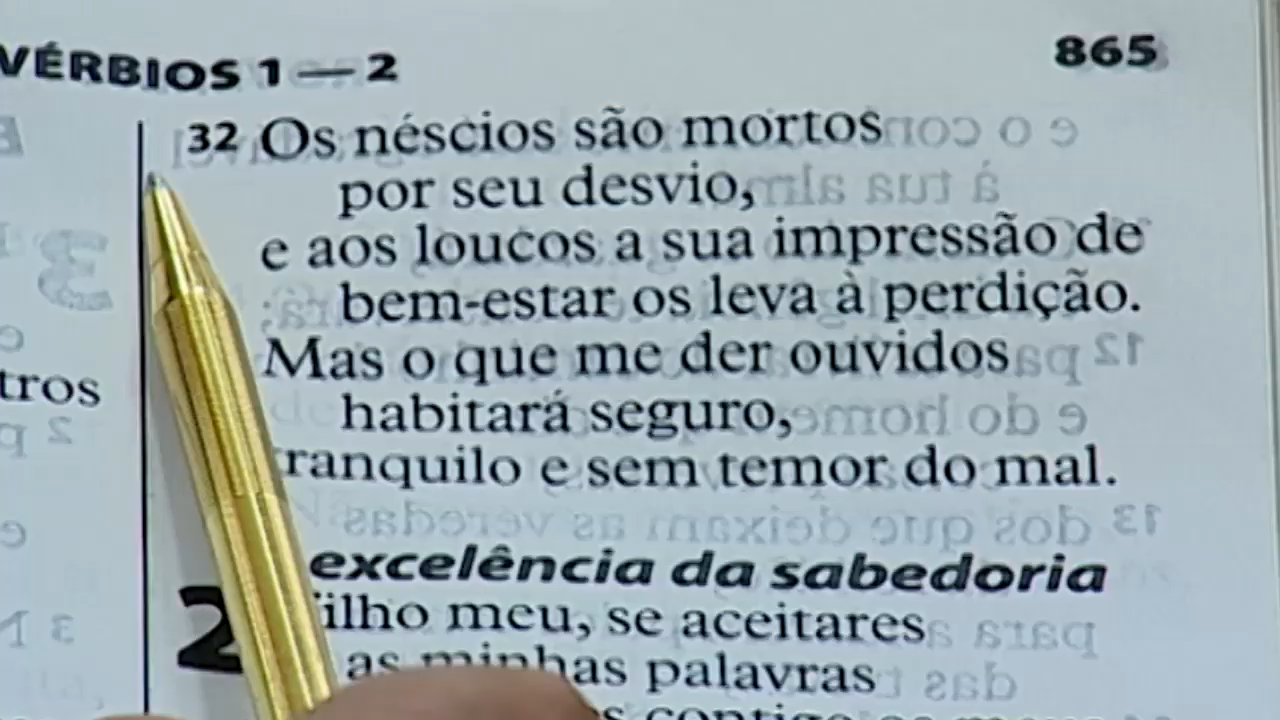 VÉRBIOS 1 — 2
865
tros
32 Os néscios são mortos
por seu desvio,
e aos loucos a sua impressão de
bem-estar os leva à perdição.
Mas o que me der ouvidos
habitará seguro,
ranquilo e sem temor do mal.
excelência da sabedoria
2 ilho meu, se aceitares
as minhas palavras